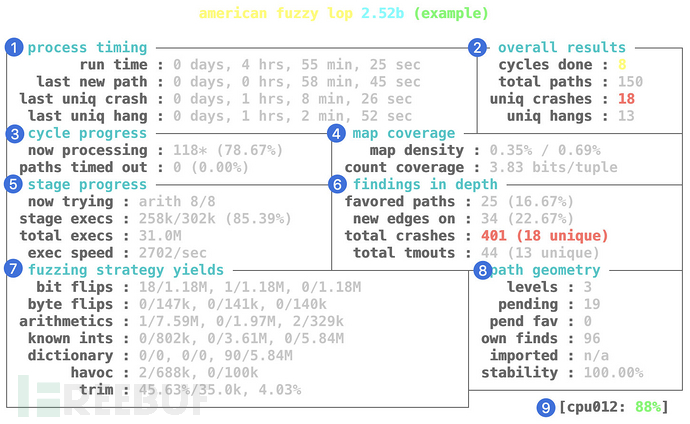 american fuzzy lop 2.52b (example)
1 process timing
run time : 0 days, 4 hrs, 55 min, 25 sec
last new path : 0 days, 0 hrs, 58 min, 45 sec
last uniq crash : 0 days, 1 hrs, 8 min, 26 sec
last uniq hang : 0 days, 1 hrs, 2 min, 52 sec
2 overall results
cycles done : 8
total paths : 150
uniq crashes : 18
uniq hangs : 13
3 cycle progress
now processing : 118* (78.67%)
paths timed out : 0 (0.00%)
4 map coverage
map density : 0.35% / 0.69%
count coverage : 3.83 bits/tuple
5 stage progress
now trying : arith 8/8
stage execs : 258k/302k (85.39%)
total execs : 31.0M
exec speed : 2702/sec
6 findings in depth
favored paths : 25 (16.67%)
new edges on : 34 (22.67%)
total crashes : 401 (18 unique)
total tmouts : 44 (13 unique)
7 fuzzing strategy yields
bit flips : 18/1.18M, 1/1.18M, 0/1.18M
byte flips : 0/147k, 0/141k, 0/140k
arithmetics : 1/7.59M, 0/1.97M, 2/329k
known ints : 0/802k, 0/3.61M, 0/5.84M
dictionary : 0/0, 0/0, 90/5.84M
havoc : 2/688k, 0/100k
trim : 45.63%/35.0k, 4.03%
8 path geometry
levels : 3
pending : 19
pend fav : 0
own finds : 96
imported : n/a
stability : 100.00%
9 [cpu012: 88%]
FREEBUF